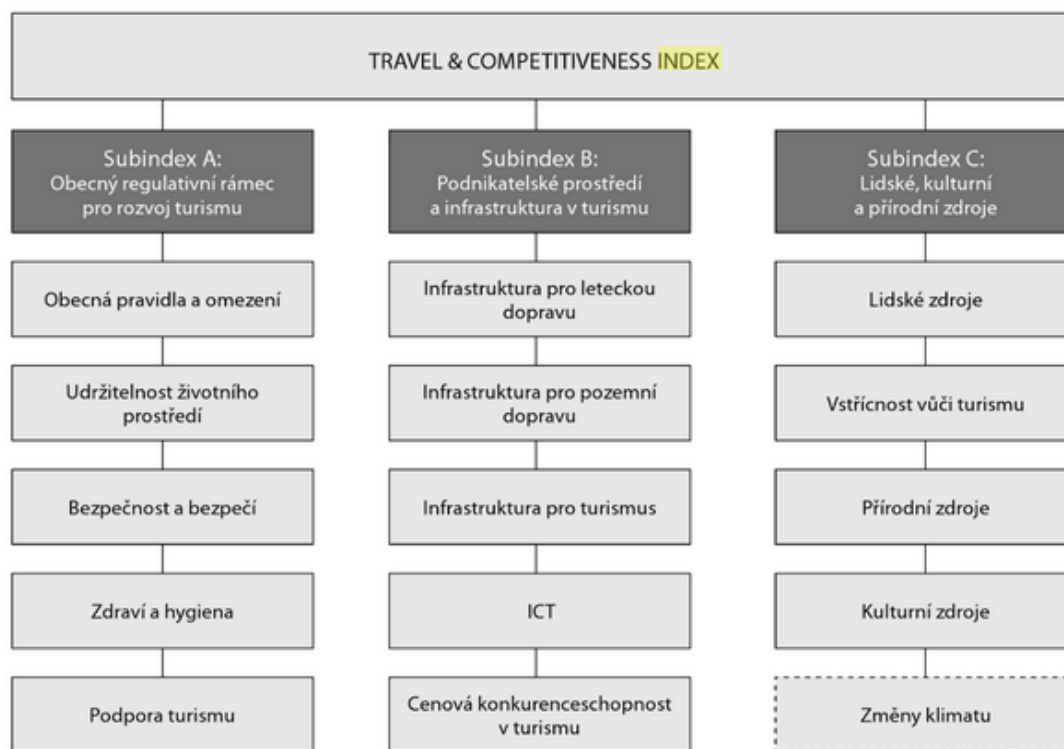 TRAVEL & COMPETITIVENESS INDEX
Subindex A:
Obecný regulativní rámec
pro rozvoj turismu
Obecná pravidla a omezení
Udržitelnost životního
prostředí
Bezpečnost a bezpečí
Zdraví a hygiena
Podpora turismu
Subindex B:
Podnikatelské prostředí
a infrastruktura v turismu
Infrastruktura pro leteckou
dopravu
Infrastruktura pro pozemní
dopravu
Infrastruktura pro turismus
ICT
Cenová konkurenceschopnost
v turismu
Subindex C:
Lidské, kulturní
a přírodní zdroje
Lidské zdroje
Vstřícnost vůči turismu
Přírodní zdroje
Kulturní zdroje
Změny klimatu